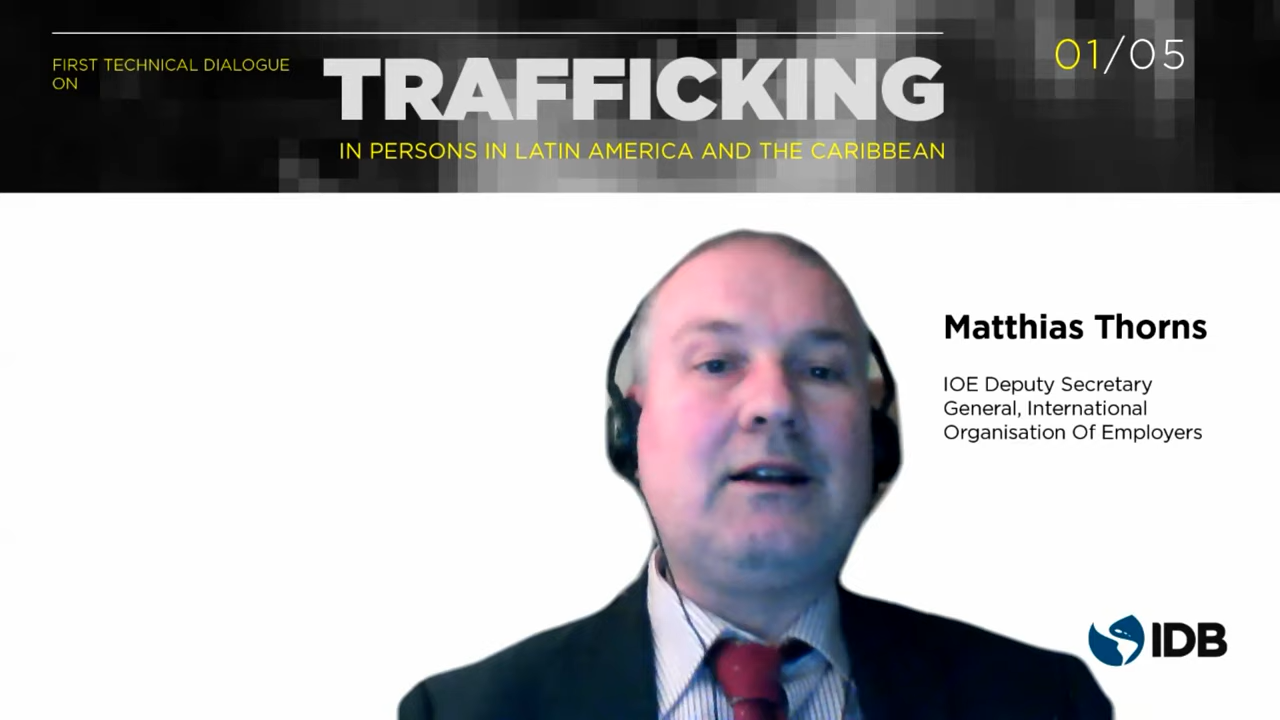 FIRST TECHNICAL DIALOGUE
ON
TRAFFICKING
IN PERSONS IN LATIN AMERICA AND THE CARIBBEAN
01/05
Matthias Thorns
IOE Deputy Secretary
General, International
Organisation Of Employers
IDB